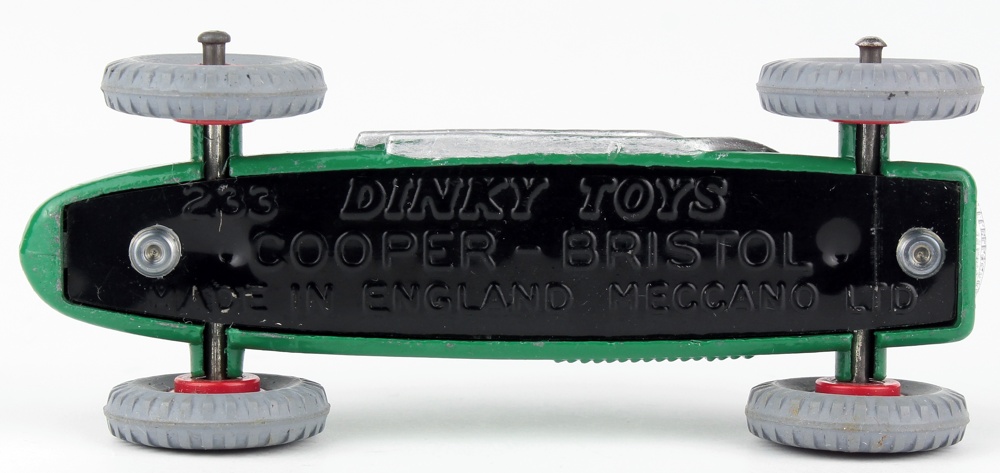 233 DINKY TOYS
COOPER - BRISTOL
MADE IN ENGLAND MECCANO LTD